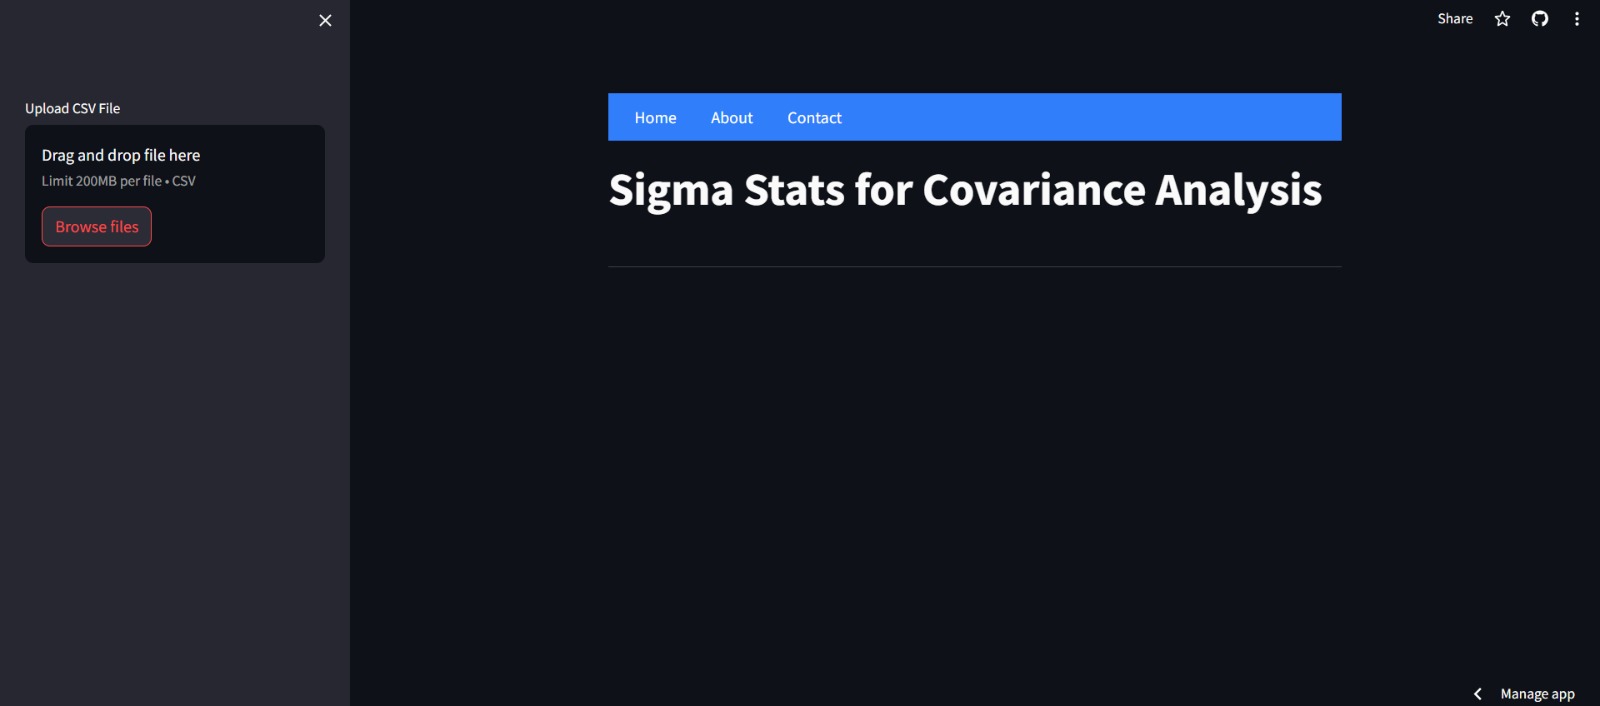 Share
Upload CSV File
Drag and drop file here
Limit 200MB per file • CSV
Browse files
Home About Contact
Sigma Stats for Covariance Analysis
Manage app